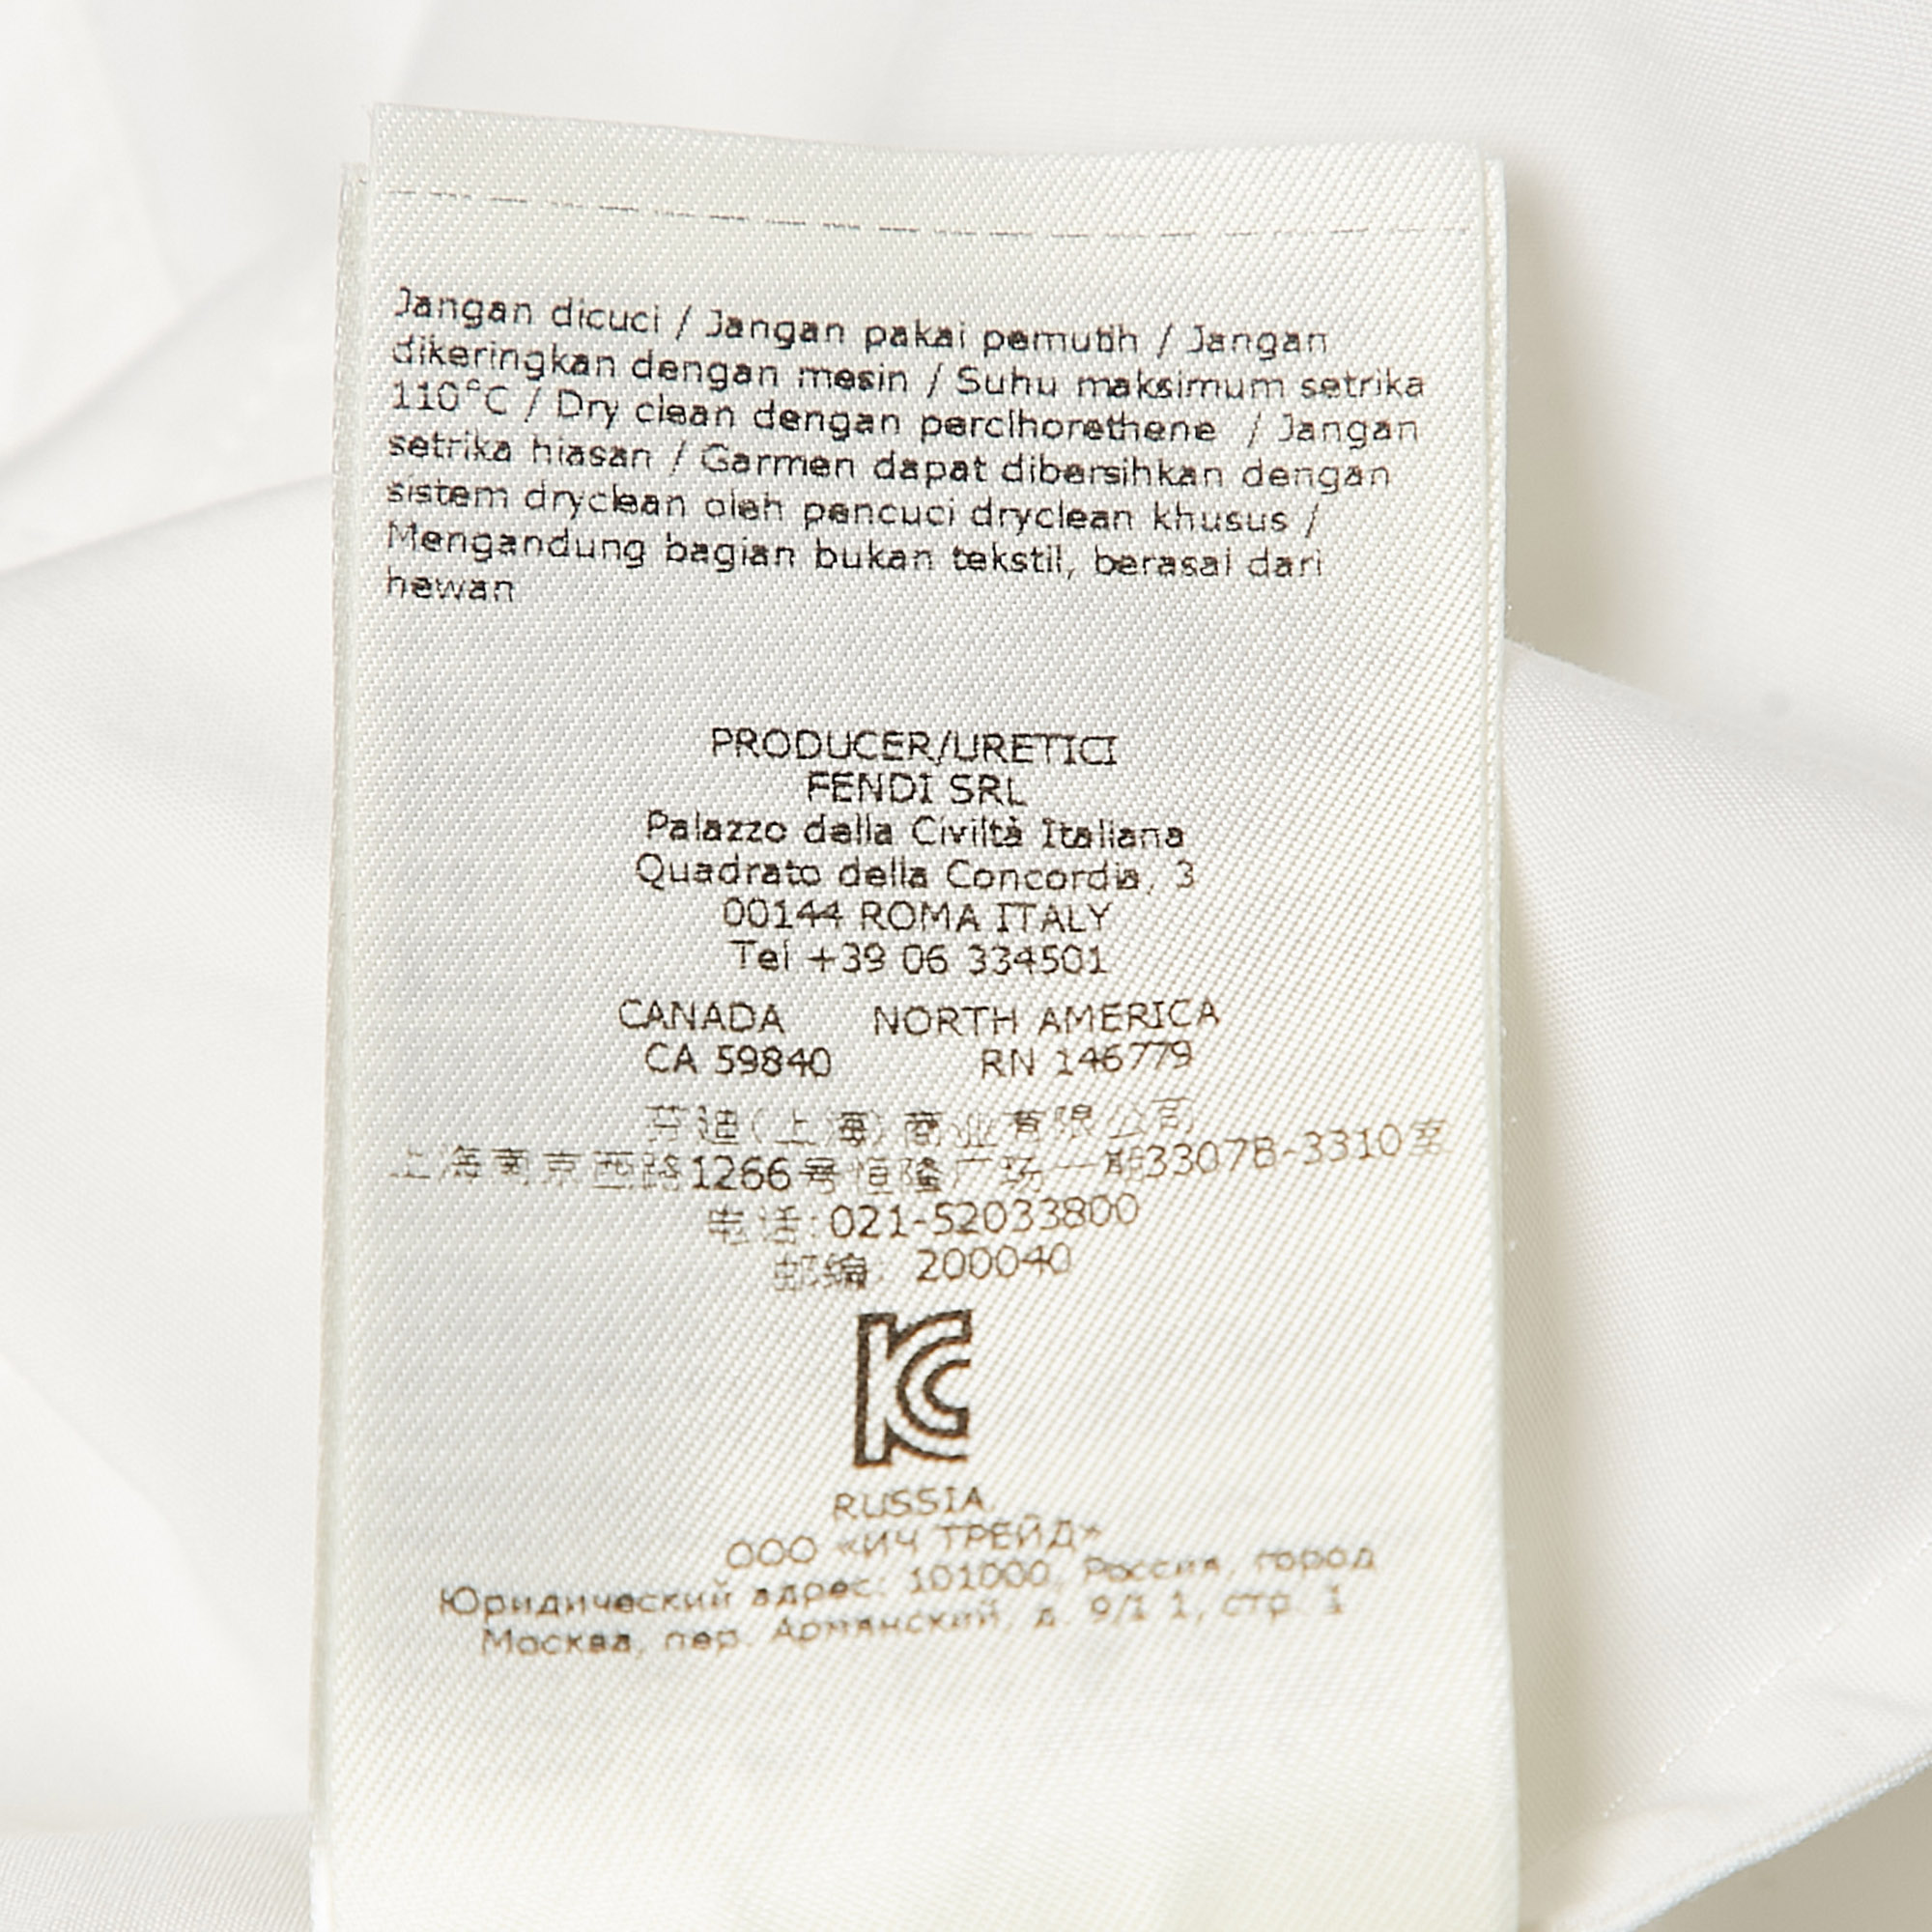 Jangan dicuci / Jangan pakai pemutih / Jangan
dikeringkan dengan mesin / Suhu maksimum setrika
110°C / Dry clean dengan perclhorethene / Jangan
setrika hiasan / Garmen dapat dibersihkan dengan
sistem dryclean oleh pencuci dryclean khusus /
Mengandung bagian bukan tekstil, berasal dari
hewan
PRODUCER/URETICI
FENDI SRL
Palazzo della Civiltà Italiana
Quadrato della Concordia, 3
00144 ROMA ITALY
Tel +39 06 334501
CANADA NORTH AMERICA
CA 59840 RN 146779
芬迪(上海)商业有限公司
上海南京西路1266号恒隆广场一期3307B-3310室
电话:021-52033800
邮编: 200040
KC
RUSSIA
ООО «ИЧ ТРЕЙД»
Юридический адрес: 101000, Россия, город
Москва, пер. Армянский, д. 9/1 1, стр. 1